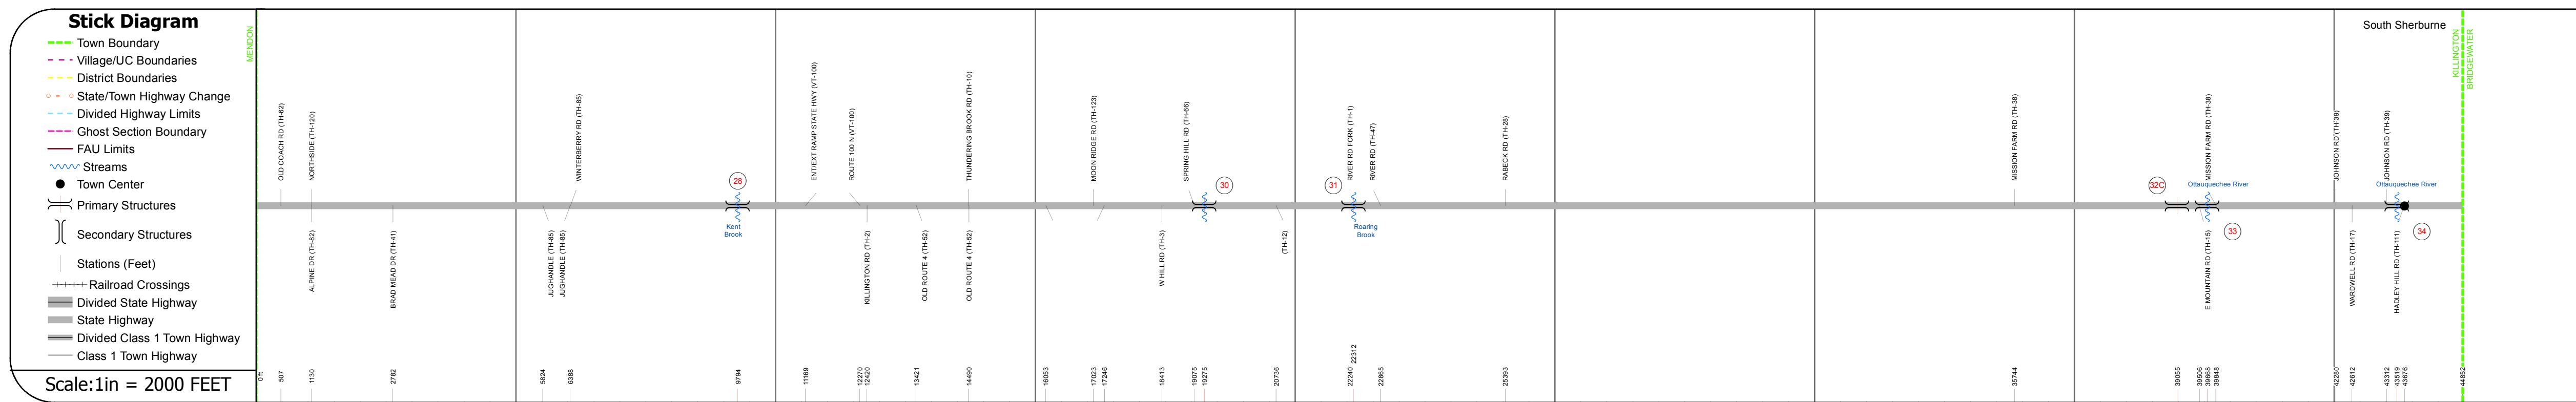 Stick Diagram
Town Boundary
Village/UC Boundaries
District Boundaries
State/Town Highway Change
Divided Highway Limits
Ghost Section Boundary
FAU Limits
Streams
Town Center
Primary Structures
Secondary Structures
Stations (Feet)
Railroad Crossings
Divided State Highway
State Highway
Divided Class 1 Town Highway
Class 1 Town Highway
Scale:1in = 2000 FEET
MENDON
South Sherburne
KILLINGTON
BRIDGEWATER
OLD COACH RD (TH-62)
NORTHSIDE (TH-120)
WINTERBERRY RD (TH-85)
ENT/EXT RAMP STATE HWY (VT-100)
ROUTE 100 N (VT-100)
THUNDERING BROOK RD (TH-10)
MOON RIDGE RD (TH-123)
SPRING HILL RD (TH-66)
RIVER RD FORK (TH-1)
RIVER RD (TH-47)
RABECK RD (TH-28)
MISSION FARM RD (TH-38)
MISSION FARM RD (TH-38)
JOHNSON RD (TH-39)
JOHNSON RD (TH-39)
28
30
31
32C
33
34
Kent
Brook
Roaring
Brook
Ottauquechee River
Ottauquechee River
ALPINE DR (TH-82)
BRAD MEAD DR (TH-41)
JUGHANDLE (TH-85)
JUGHANDLE (TH-85)
KILLINGTON RD (TH-2)
OLD ROUTE 4 (TH-52)
OLD ROUTE 4 (TH-52)
W HILL RD (TH-3)
(TH-12)
E MOUNTAIN RD (TH-15)
WARDWELL RD (TH-17)
HADLEY HILL RD (TH-111)
0 ft
507
1130
2782
5824
6388
9794
11169
12270
12420
13421
14490
16053
17023
17246
18413
19075
19275
20736
22240
22312
22865
25393
35744
39055
39506
39668
39848
42280
42612
43312
43519
43676
44852